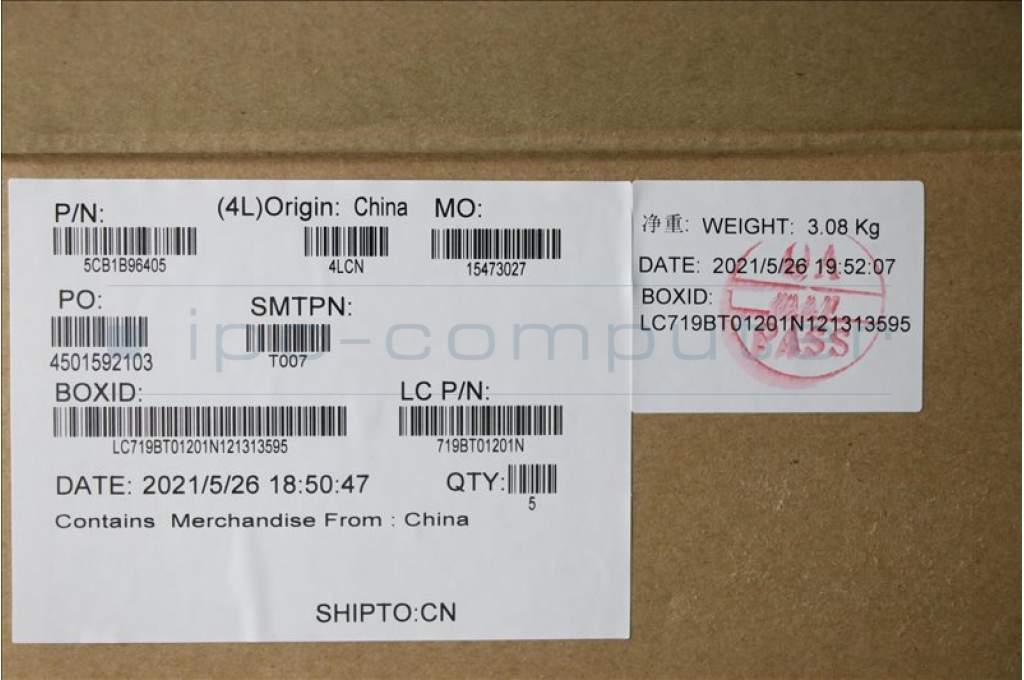 P/N:
5CB1B96405
(4L)Origin: China
4LCN
MO:
15473027
PO:
4501592103
SMTPN:
T007
BOXID:
LC719BT01201N121313595
LC P/N:
719BT01201N
DATE: 2021/5/26 18:50:47
QTY:
5
Contains Merchandise From : China
SHIPTO:CN
净重: WEIGHT: 3.08 Kg
DATE: 2021/5/26 19:52:07
BOXID:
LC719BT01201N121313595
PASS
ipc-computer